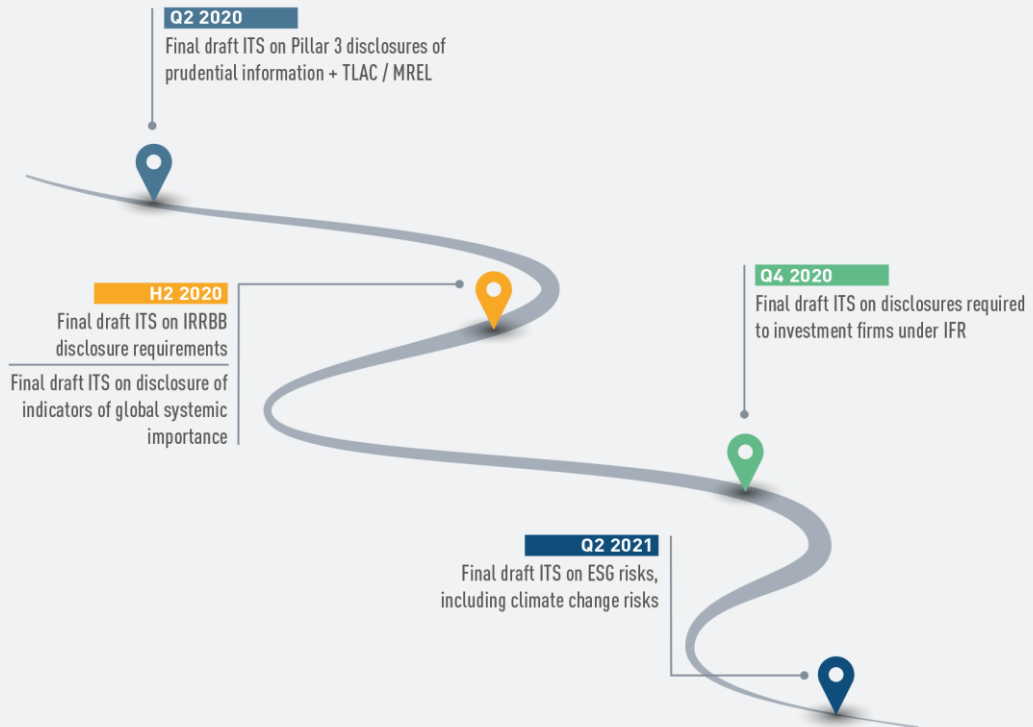 Q2 2020
Final draft ITS on Pillar 3 disclosures of
prudential information + TLAC / MREL
H2 2020
Final draft ITS on IRRBB
disclosure requirements
Final draft ITS on disclosure of
indicators of global systemic
importance
Q4 2020
Final draft ITS on disclosures required
to investment firms under IFR
Q2 2021
Final draft ITS on ESG risks,
including climate change risks